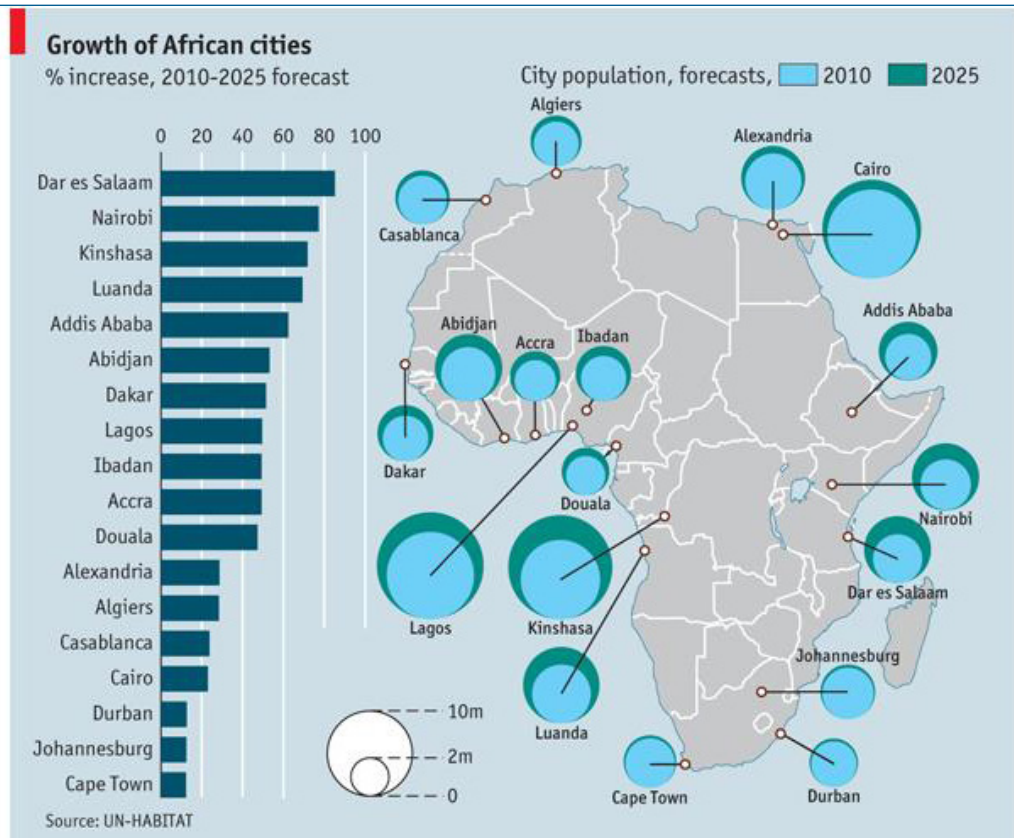 Growth of African cities
% increase, 2010-2025 forecast
City population, forecasts, 2010 2025
0 20 40 60 80 100
Dar es Salaam
Nairobi
Kinshasa
Luanda
Addis Ababa
Abidjan
Dakar
Lagos
Ibadan
Accra
Douala
Alexandria
Algiers
Casablanca
Cairo
Durban
Johannesburg
Cape Town
Source: UN-HABITAT
Algiers
Alexandria
Cairo
Casablanca
Addis Ababa
Abidjan
Accra
Ibadan
Dakar
Douala
Nairobi
Dar es Salaam
Lagos
Kinshasa
Johannesburg
Luanda
Cape Town
Durban
10m
2m
0